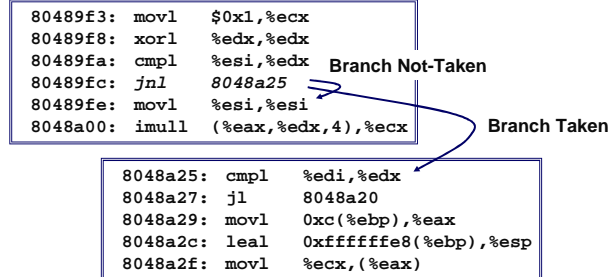 80489f3: movl $0x1,%ecx
80489f8: xorl %edx,%edx
80489fa: cmpl %esi,%edx
Branch Not-Taken
80489fc: jnl 8048a25
80489fe: movl %esi,%esi
8048a00: imull (%eax,%edx,4),%ecx
Branch Taken
8048a25: cmpl %edi,%edx
8048a27: jl 8048a20
8048a29: movl 0xc(%ebp),%eax
8048a2c: leal 0xffffffe8(%ebp),%esp
8048a2f: movl %ecx,(%eax)